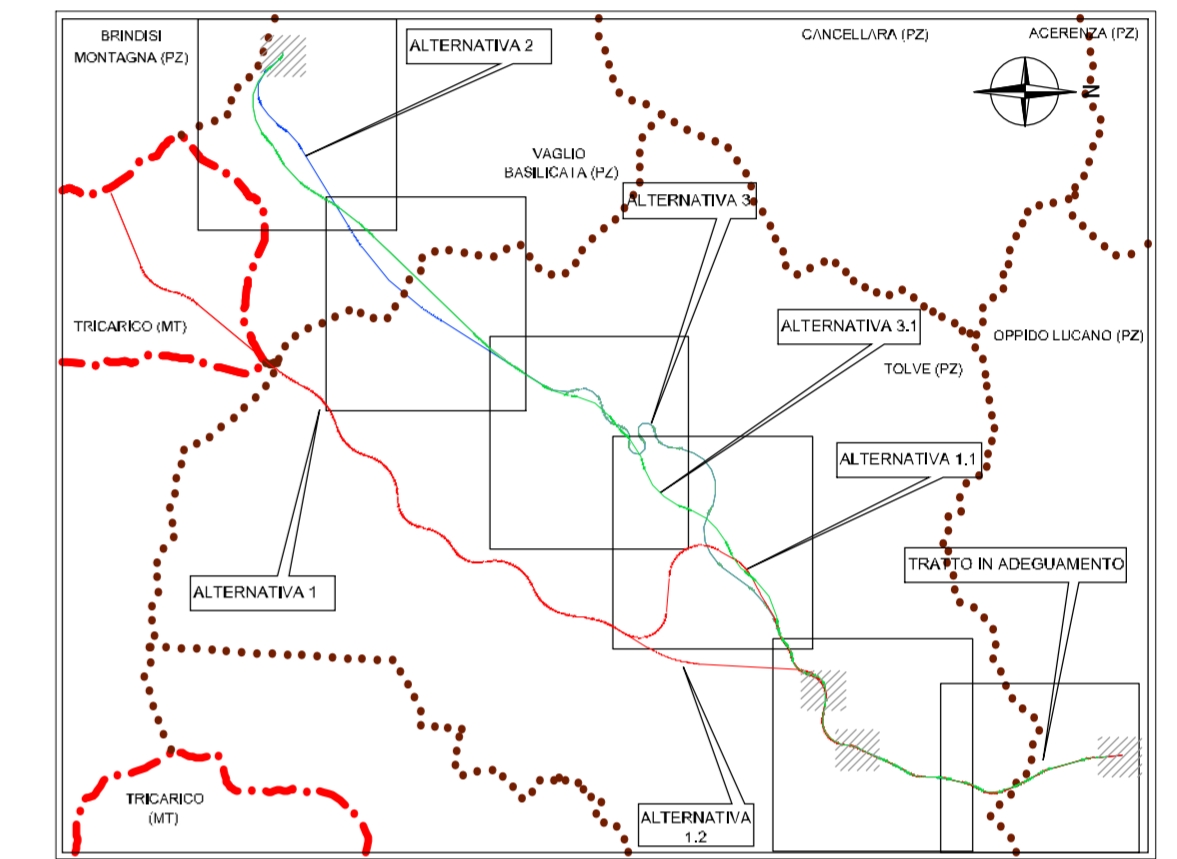 BRINDISI
MONTAGNA (PZ)
ALTERNATIVA 2
CANCELLARA (PZ)
ACERENZA (PZ)
N
VAGLIO
BASILICATA (PZ)
ALTERNATIVA 3
TRICARICO (MT)
ALTERNATIVA 3.1
OPPIDO LUCANO (PZ)
TOLVE (PZ)
ALTERNATIVA 1.1
TRATTO IN ADEGUAMENTO
ALTERNATIVA 1
TRICARICO
(MT)
ALTERNATIVA
1.2